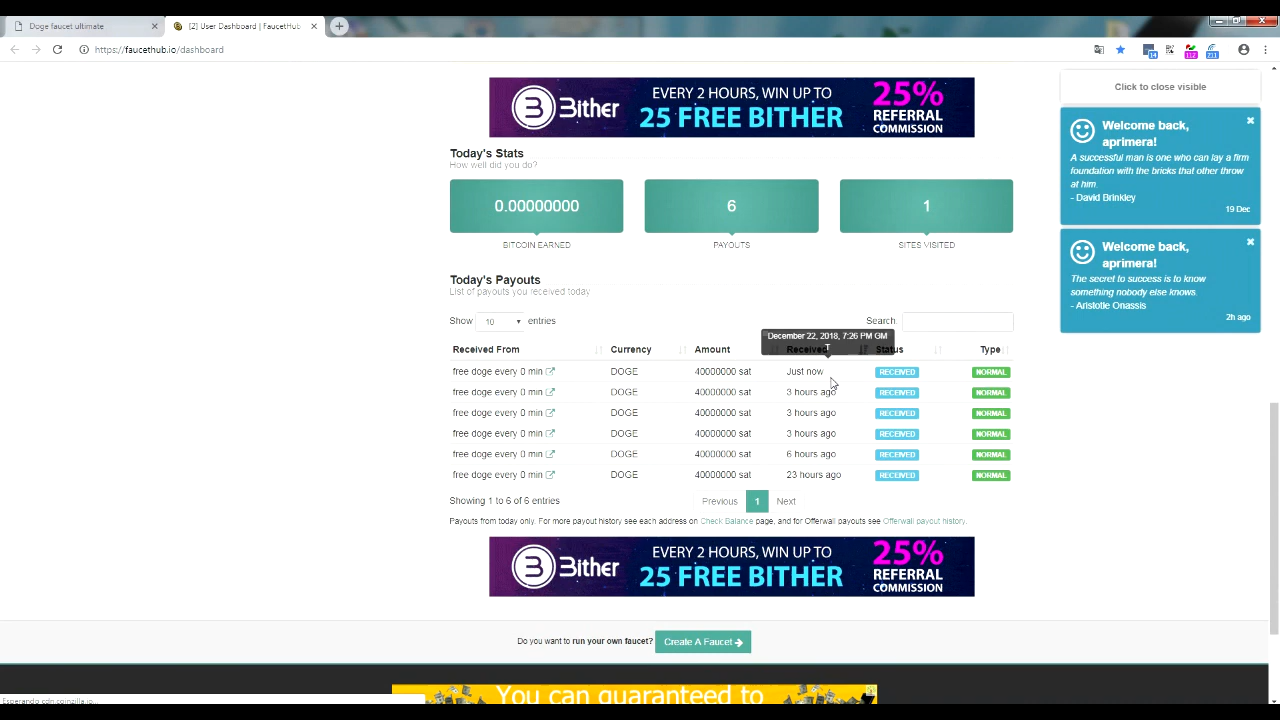 Doge faucet ultimate
[2] User Dashboard | FaucetHub
https://faucethub.io/dashboard
14
112
211
Bither
EVERY 2 HOURS, WIN UP TO
25 FREE BITHER
25%
REFERRAL
COMMISSION
Click to close visible
Welcome back,
aprimera!
A successful man is one who can lay a firm
foundation with the bricks that other throw
at him.
- David Brinkley
19 Dec
Welcome back,
aprimera!
The secret to success is to know
something nobody else knows.
- Aristotle Onassis
2h ago
Today's Stats
How well did you do?
0.00000000 6 1
BITCOIN EARNED PAYOUTS SITES VISITED
Today's Payouts
List of payouts you received today
Show 10 entries Search:
December 22, 2018, 7:26 PM GM
T
Received From Currency Amount Received Status Type
free doge every 0 min DOGE 40000000 sat Just now RECEIVED NORMAL
free doge every 0 min DOGE 40000000 sat 3 hours ago RECEIVED NORMAL
free doge every 0 min DOGE 40000000 sat 3 hours ago RECEIVED NORMAL
free doge every 0 min DOGE 40000000 sat 3 hours ago RECEIVED NORMAL
free doge every 0 min DOGE 40000000 sat 6 hours ago RECEIVED NORMAL
free doge every 0 min DOGE 40000000 sat 23 hours ago RECEIVED NORMAL
Showing 1 to 6 of 6 entries Previous 1 Next
Payouts from today only. For more payout history see each address on Check Balance page, and for Offerwall payouts see Offerwall payout history.
Bither
EVERY 2 HOURS, WIN UP TO
25 FREE BITHER
25%
REFERRAL
COMMISSION
Do you want to run your own faucet? Create A Faucet
You can guaranteed to
Esperando cdn.coinzilla.io...